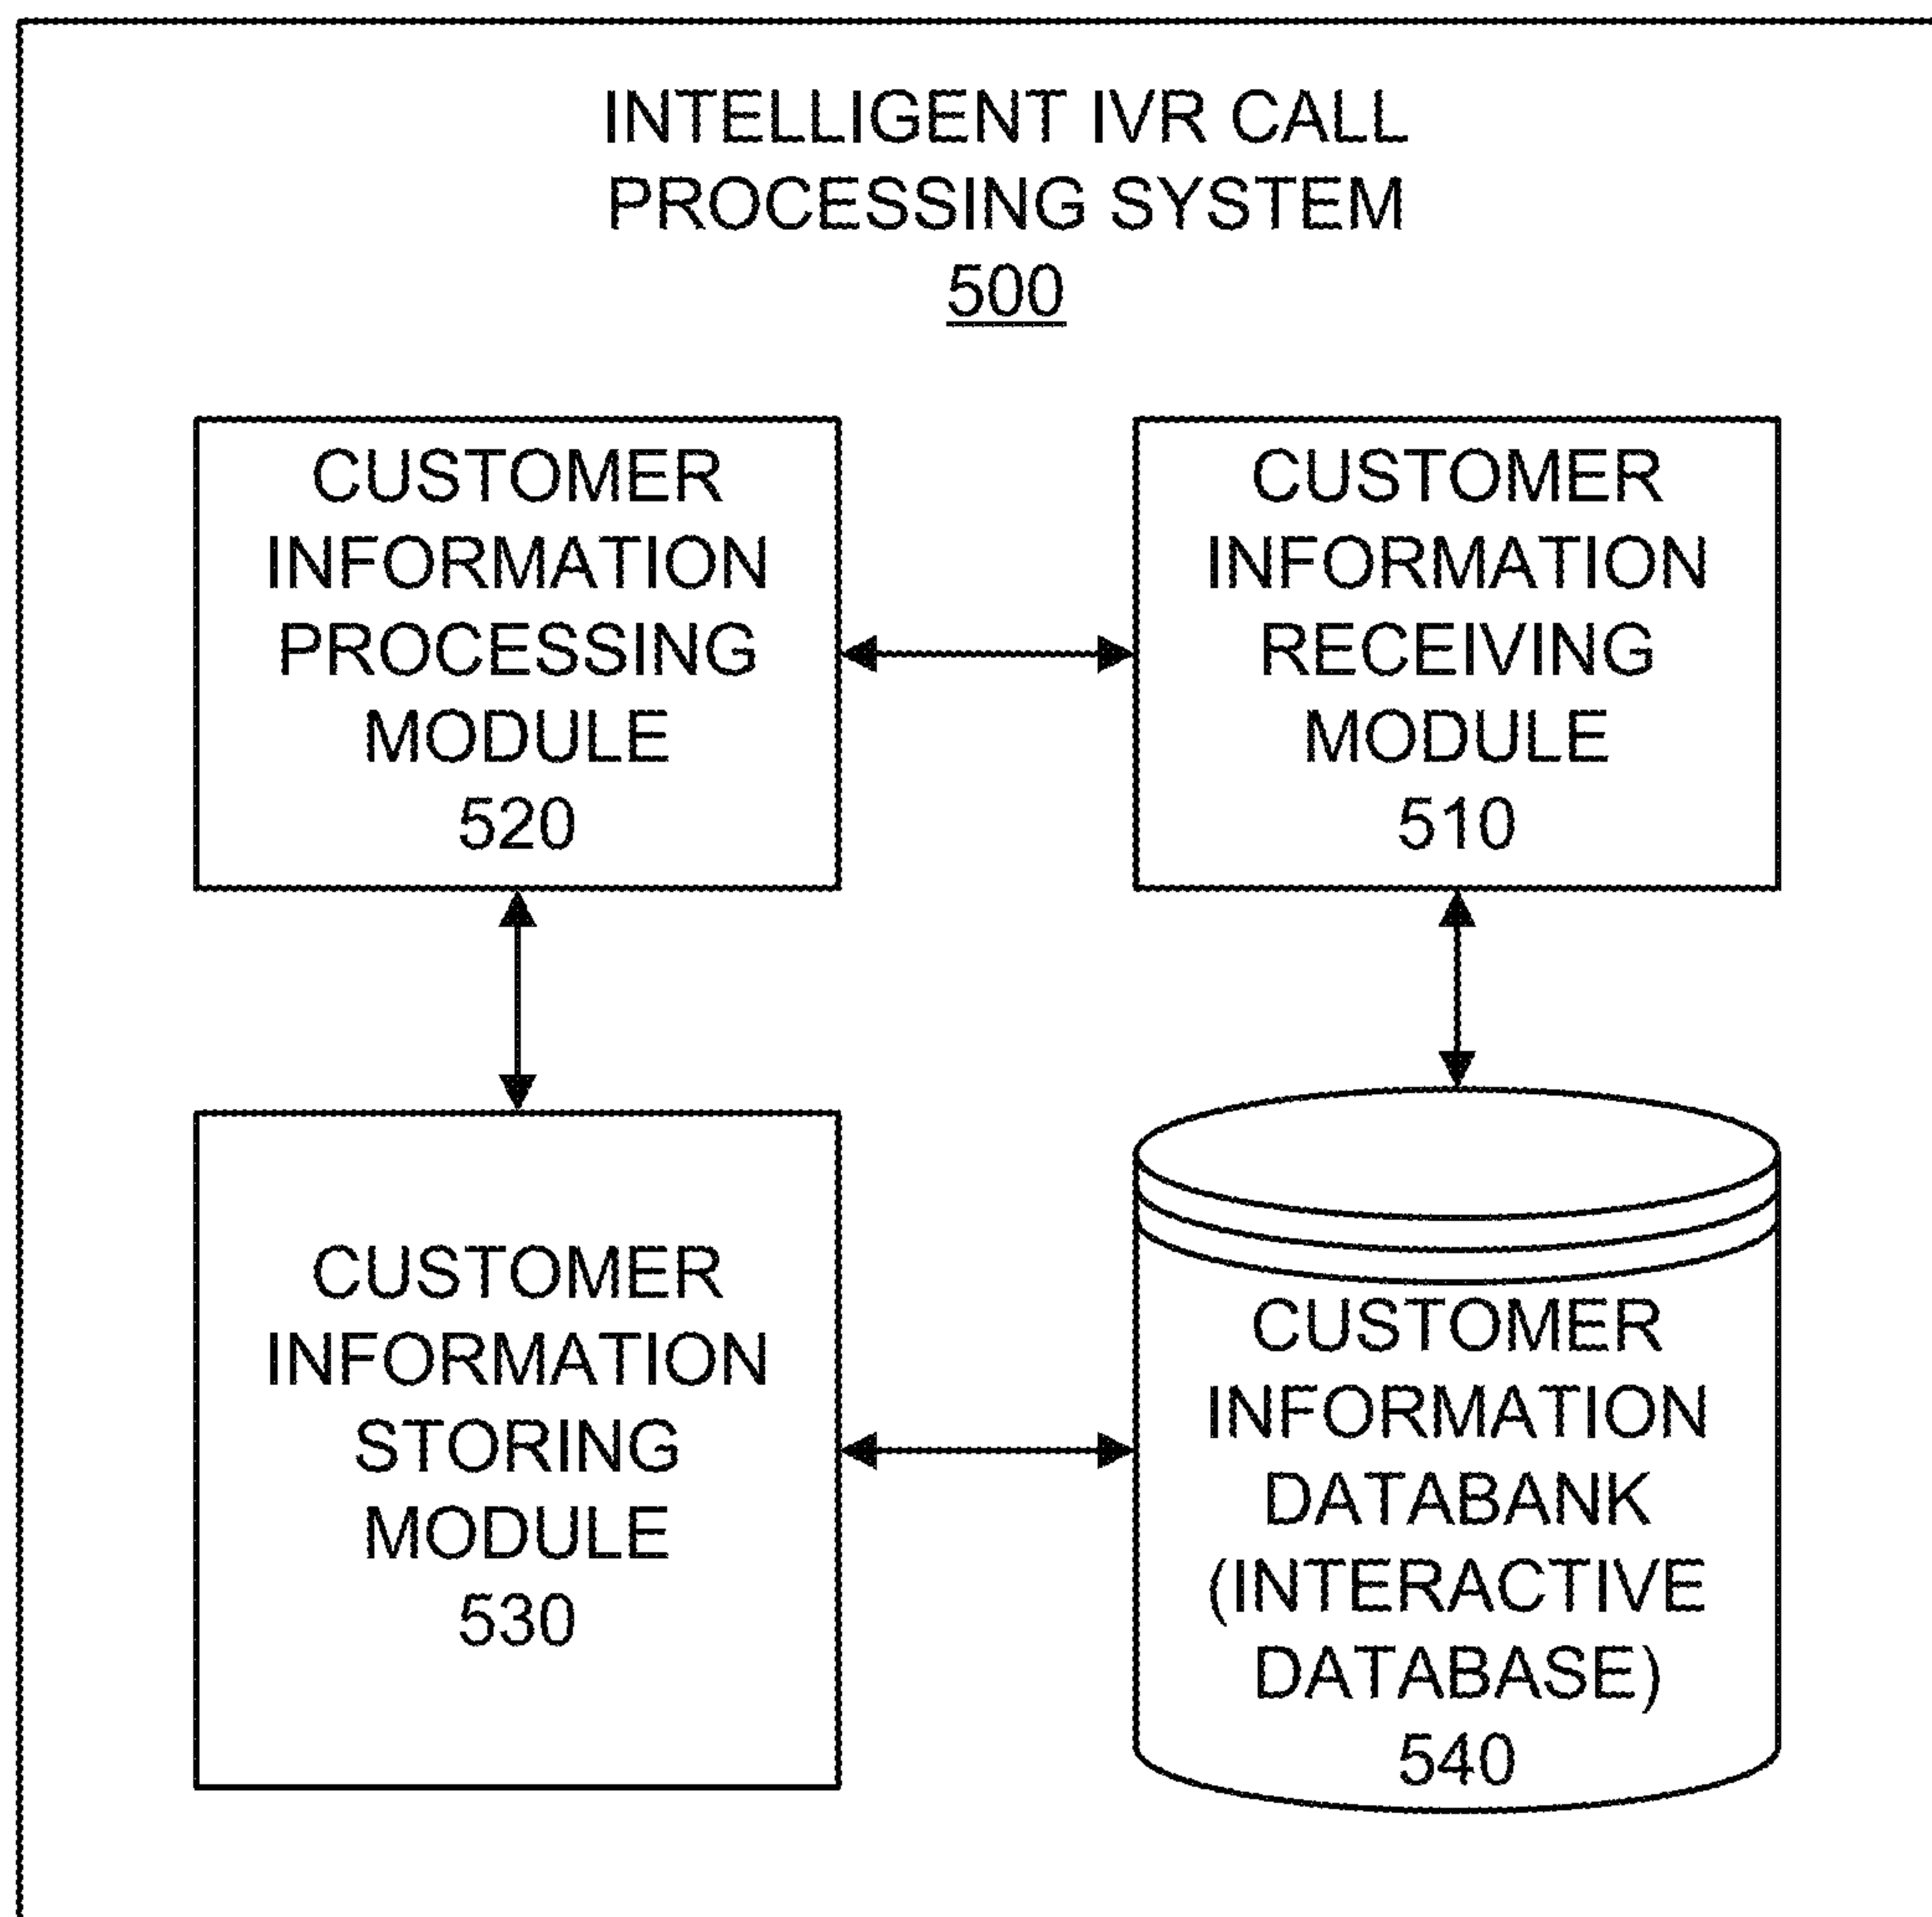 INTELLIGENT IVR CALL
PROCESSING SYSTEM
500
CUSTOMER
INFORMATION
PROCESSING
MODULE
520
CUSTOMER
INFORMATION
RECEIVING
MODULE
510
CUSTOMER
INFORMATION
STORING
MODULE
530
CUSTOMER
INFORMATION
DATABANK
(INTERACTIVE
DATABASE)
540